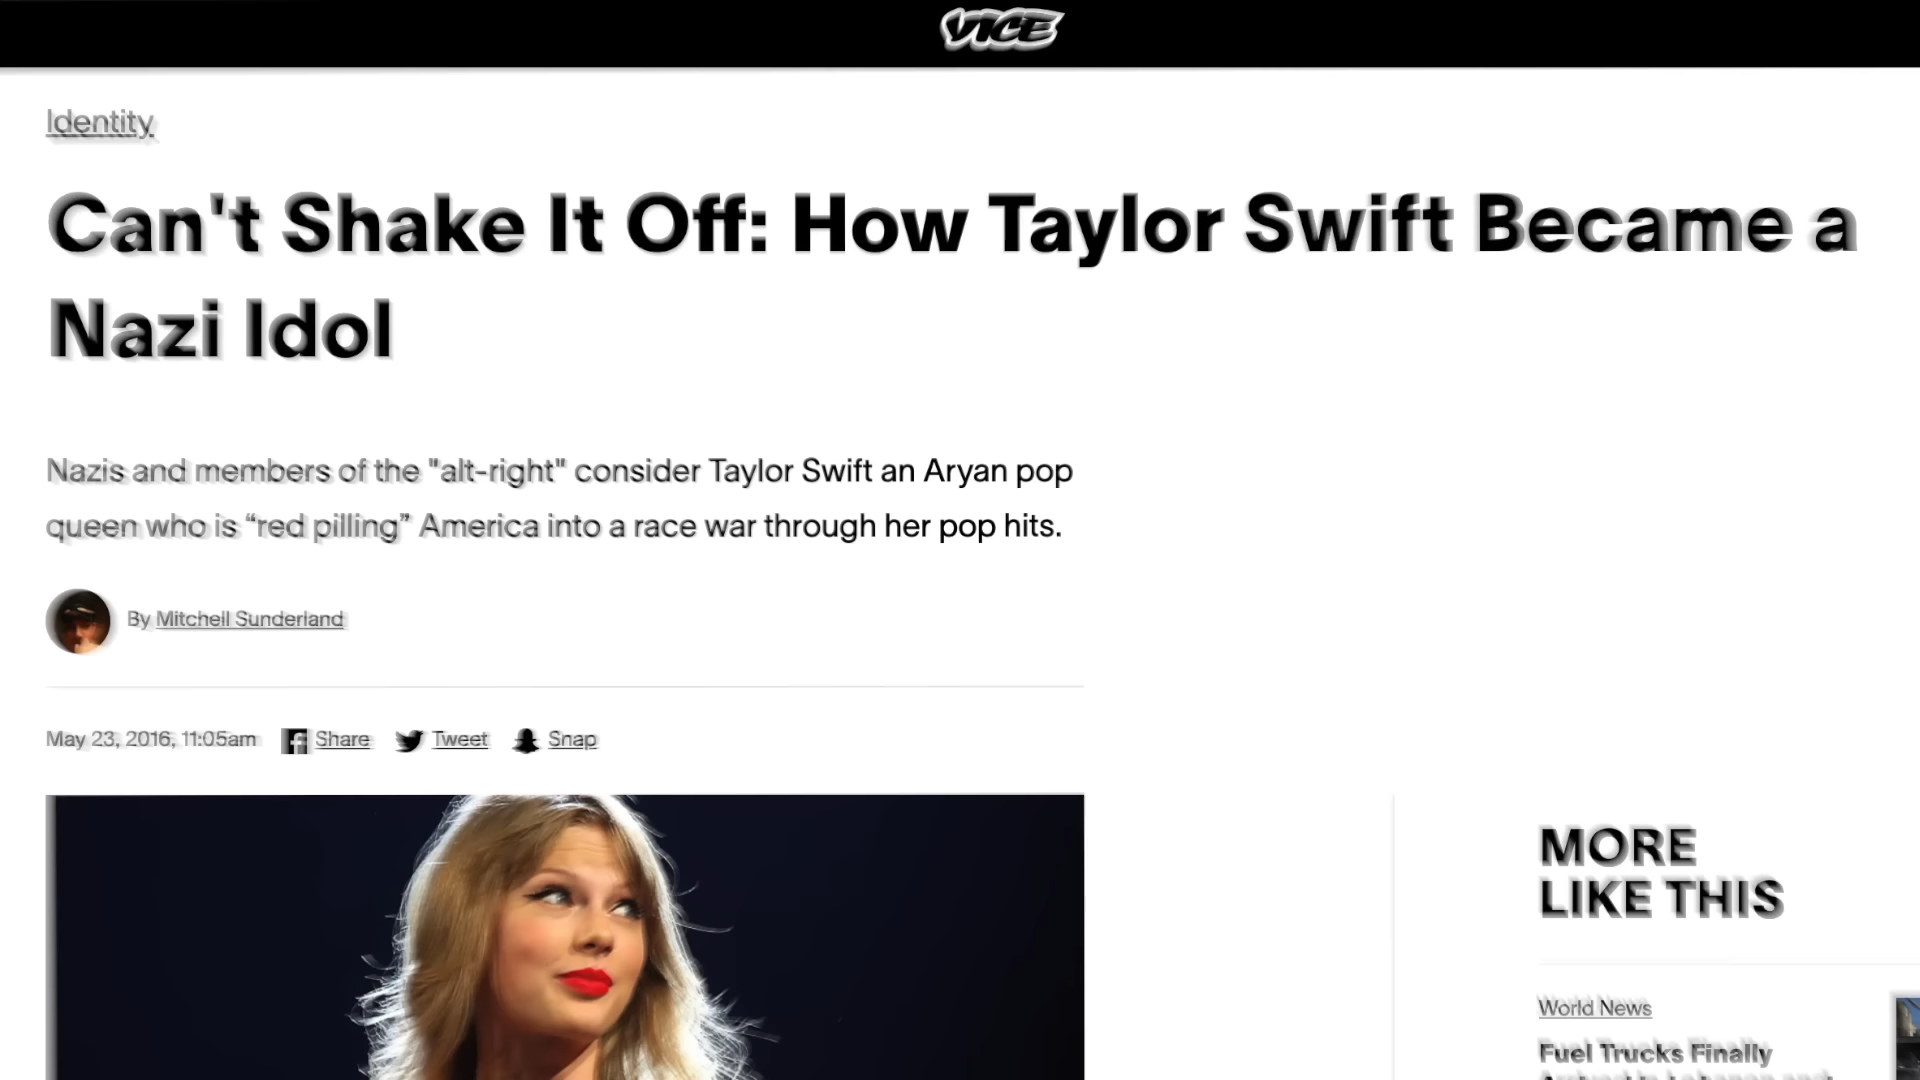 VICE
Identity
Can't Shake It Off: How Taylor Swift Became a
Nazi Idol
Nazis and members of the "alt-right" consider Taylor Swift an Aryan pop
queen who is “red pilling” America into a race war through her pop hits.
By Mitchell Sunderland
May 23, 2016, 11:05am Share Tweet Snap
MORE
LIKE THIS
World News
Fuel Trucks Finally